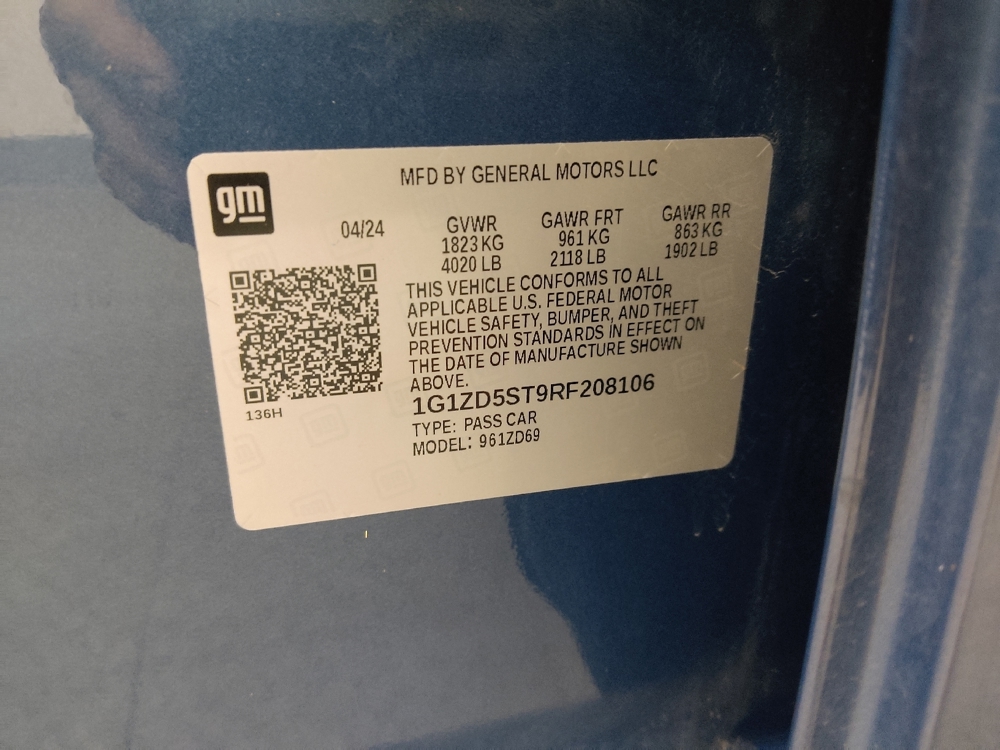 gm
MFD BY GENERAL MOTORS LLC
04/24
GVWR
1823 KG
4020 LB
GAWR FRT
961 KG
2118 LB
GAWR RR
863 KG
1902 LB
THIS VEHICLE CONFORMS TO ALL
APPLICABLE U.S. FEDERAL MOTOR
VEHICLE SAFETY, BUMPER, AND THEFT
PREVENTION STANDARDS IN EFFECT ON
THE DATE OF MANUFACTURE SHOWN
ABOVE.
136H
1G1ZD5ST9RF208106
TYPE: PASS CAR
MODEL: 961ZD69